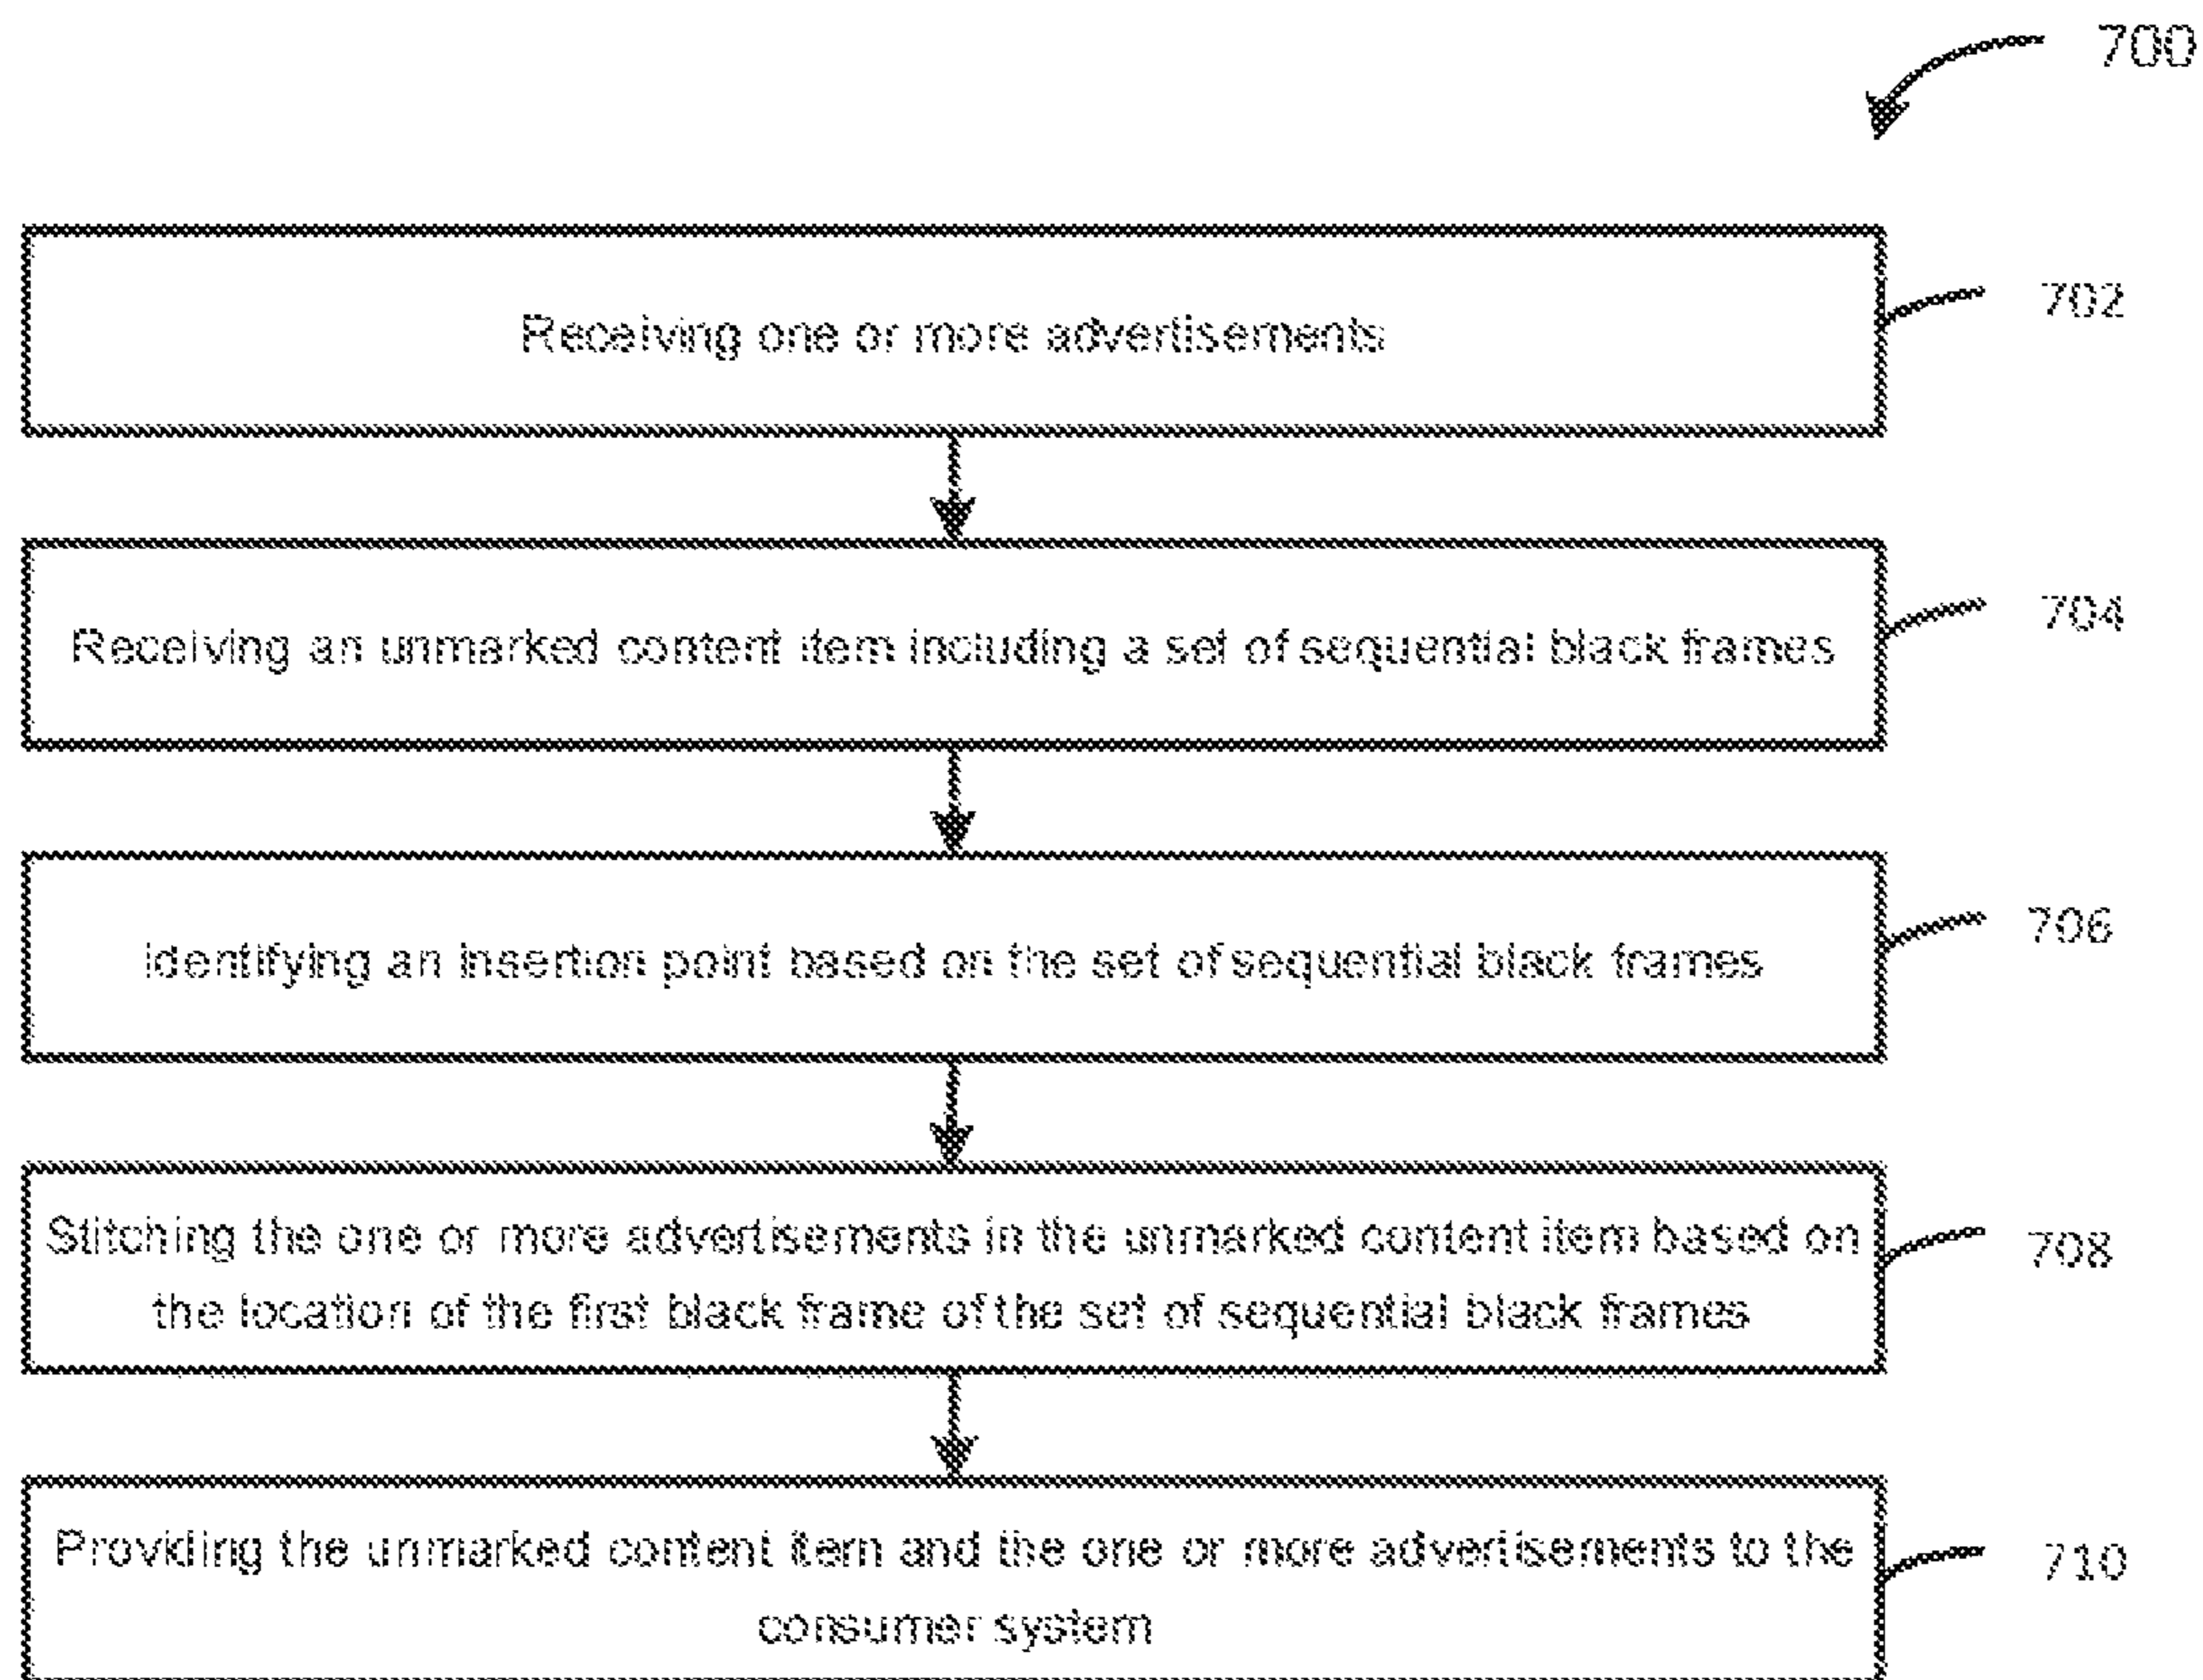 700
Receiving one or more advertisements
702
Receiving an unmarked content item including a set of sequential black frames
704
Identifying an insertion point based on the set of sequential black frames
706
Stitching the one or more advertisements in the unmarked content item based on
the location of the first black frame of the set of sequential black frames
708
Providing the unmarked content item and the one or more advertisements to the
consumer system
710